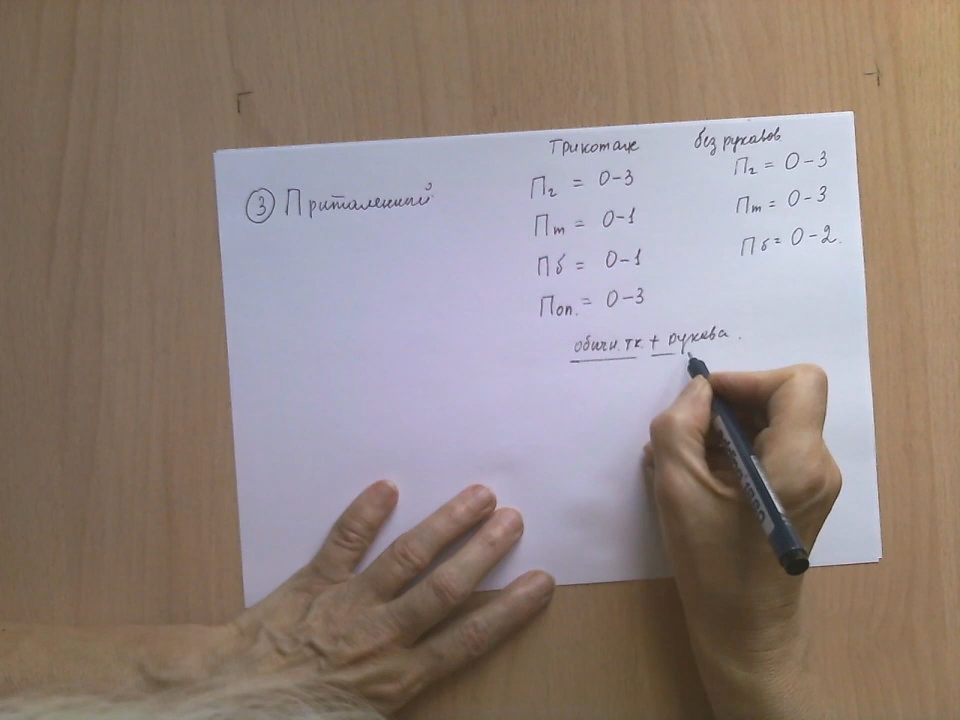 ③ Приталенный
Трикотаж
Пг = 0-3
Пт = 0-1
Пб = 0-1
Поп. = 0-3
без рукавов
Пг = 0-3
Пт = 0-3
Пб = 0-2.
обычн. тк. + рукава.